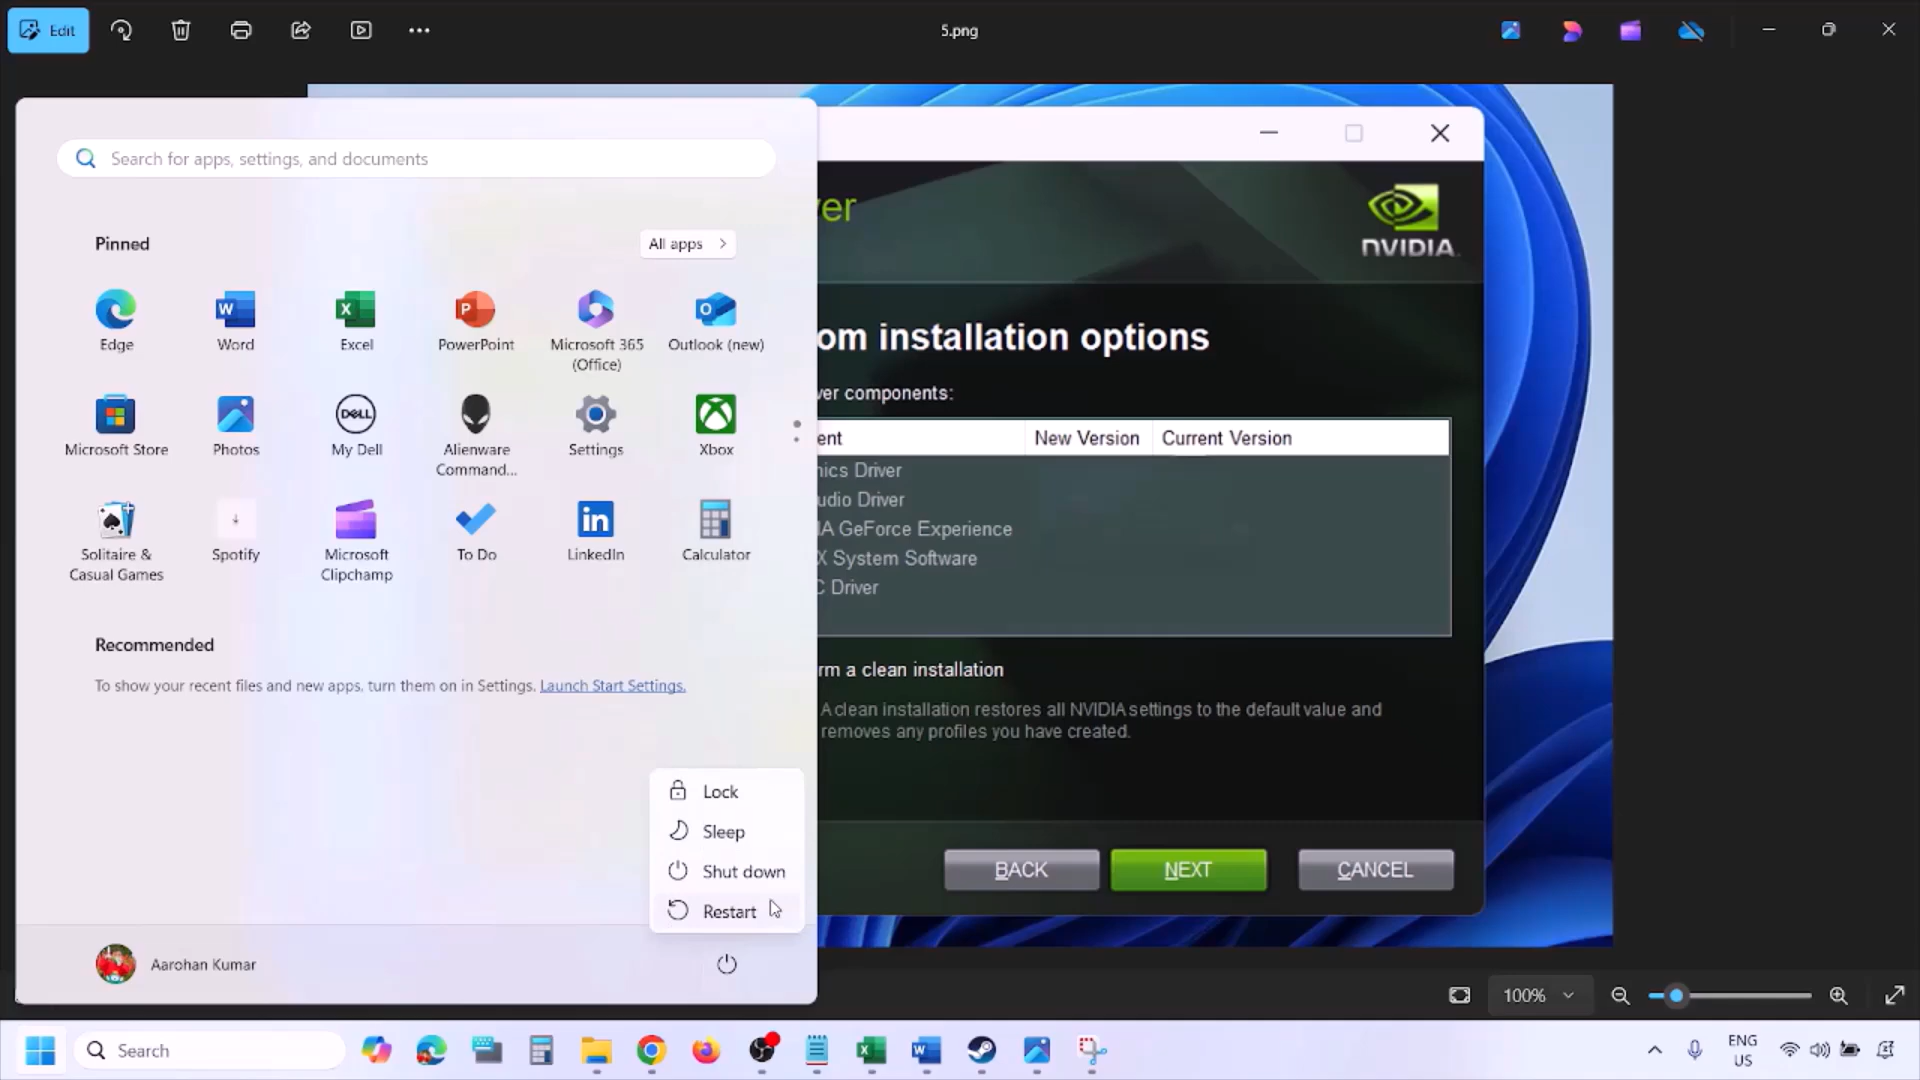 Edit
5.png
Search for apps, settings, and documents
Pinned
All apps
Edge
Word
Excel
PowerPoint
Microsoft 365
(Office)
Outlook (new)
Microsoft Store
Photos
My Dell
Alienware
Command...
Settings
Xbox
Solitaire &
Casual Games
Spotify
Microsoft
Clipchamp
To Do
LinkedIn
Calculator
Recommended
To show your recent files and new apps, turn them on in Settings. Launch Start Settings.
Lock
Sleep
Shut down
Restart
Aarohan Kumar
ver
NVIDIA
om installation options
ver components:
ent New Version Current Version
nics Driver
udio Driver
IA GeForce Experience
X System Software
C Driver
rm a clean installation
A clean installation restores all NVIDIA settings to the default value and
removes any profiles you have created.
BACK NEXT CANCEL
100%
Search
ENG
US